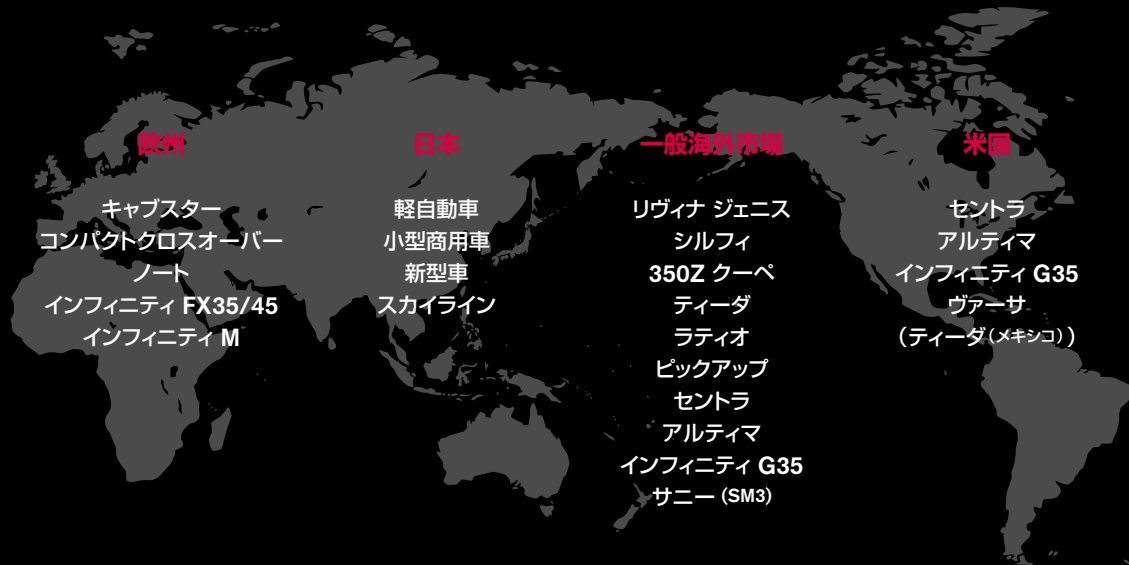 欧州
キャブスター
コンパクトクロスオーバー
ノート
インフィニティ FX35/45
インフィニティ M
日本
軽自動車
小型商用車
新型車
スカイライン
一般海外市場
リヴィナ ジェニス
シルフィ
350Z クーペ
ティーダ
ラティオ
ピックアップ
セントラ
アルティマ
インフィニティ G35
サニー（SM3）
米国
セントラ
アルティマ
インフィニティ G35
ヴァーサ
（ティーダ（メキシコ））